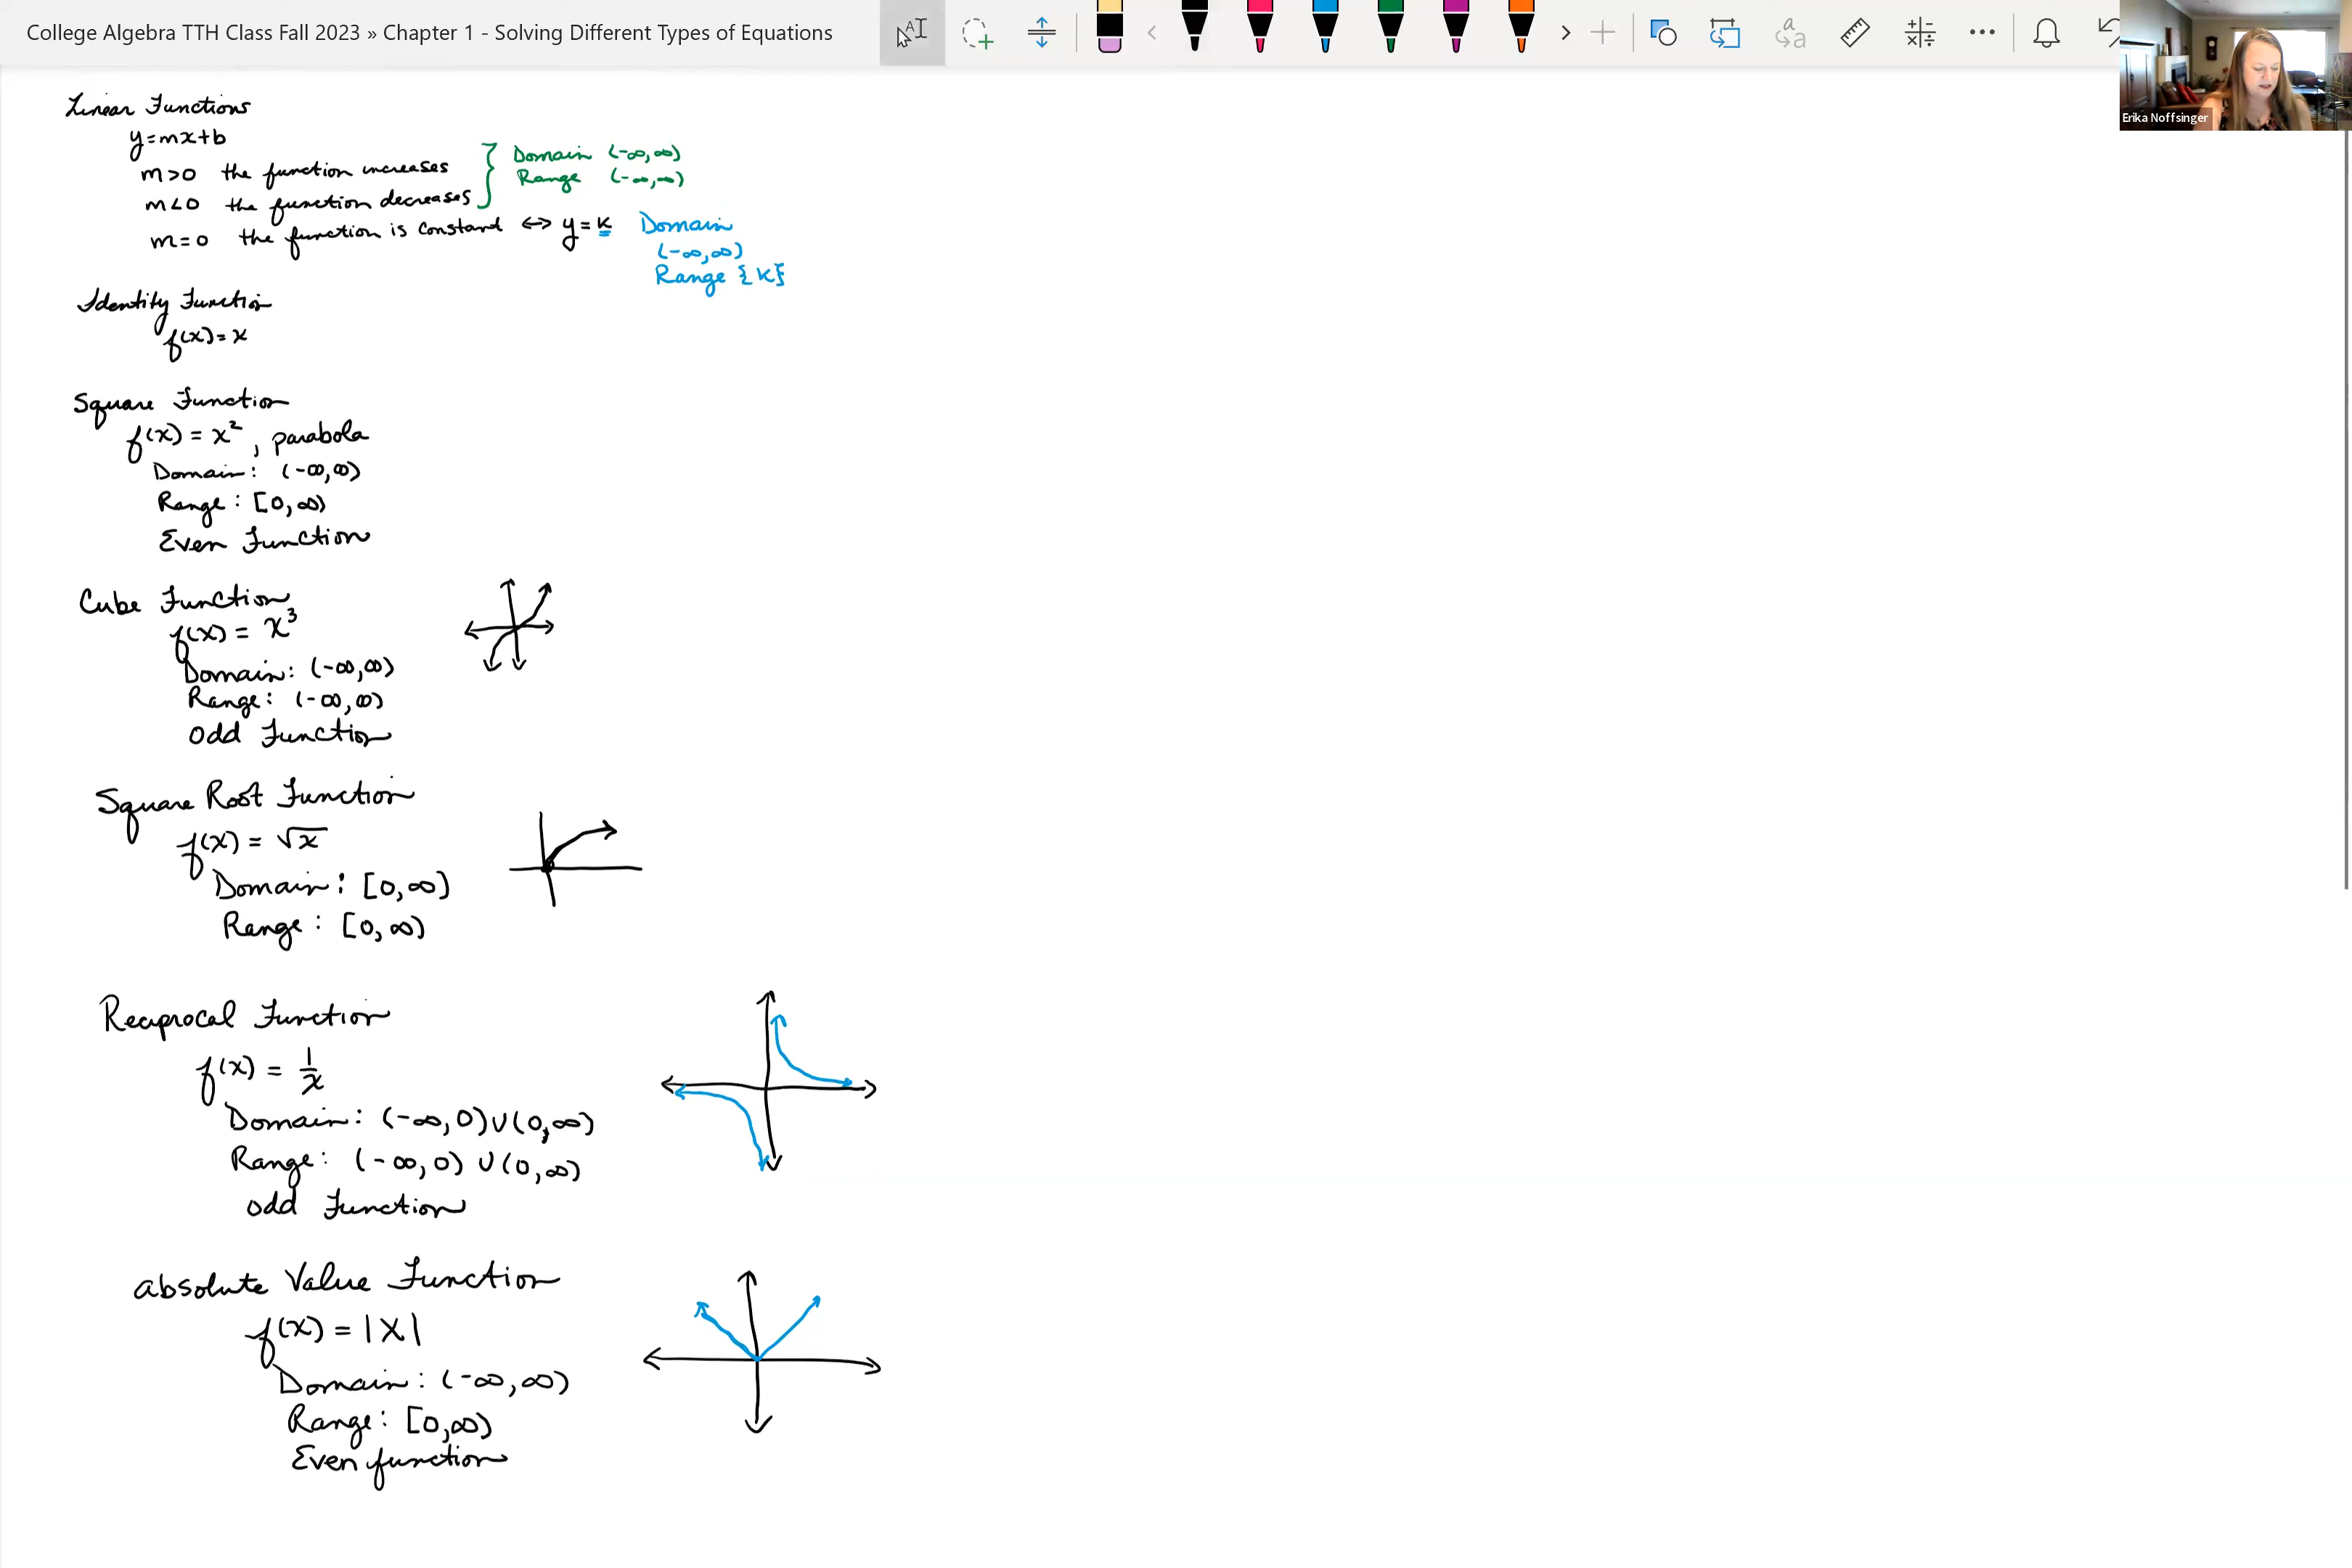 College Algebra TTH Class Fall 2023 » Chapter 1 - Solving Different Types of Equations
Erika Noffsinger
Linear Functions
y=mx+b
m>0 the function increases
m<0 the function decreases
Domain (-∞,∞)
Range (-∞,∞)
m=0 the function is constant ⟷ y=k
Domain
(-∞,∞)
Range {k}
Identity Function
f(x)=x
Square Function
f(x) = x², parabola
Domain: (-∞,∞)
Range: [0,∞)
Even Function
Cube Function
f(x) = x³
Domain: (-∞,∞)
Range: (-∞,∞)
Odd Function
Square Root Function
f(x) = √x
Domain: [0,∞)
Range: [0,∞)
Reciprocal Function
f(x) = 1/x
Domain: (-∞,0)∪(0,∞)
Range: (-∞,0) ∪(0,∞)
odd Function
absolute Value Function
f(x) = |X|
Domain: (-∞,∞)
Range: [0,∞)
Even function